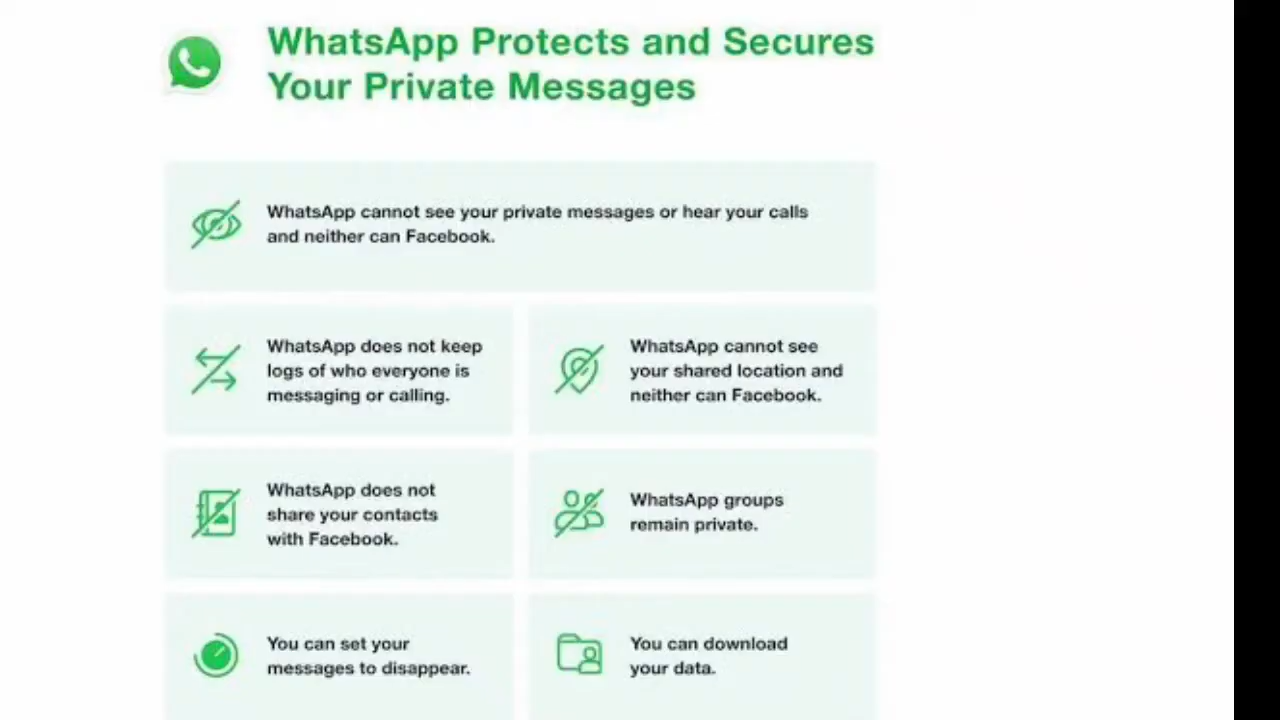 WhatsApp Protects and Secures
Your Private Messages
WhatsApp cannot see your private messages or hear your calls
and neither can Facebook.
WhatsApp does not keep
logs of who everyone is
messaging or calling.
WhatsApp cannot see
your shared location and
neither can Facebook.
WhatsApp does not
share your contacts
with Facebook.
WhatsApp groups
remain private.
You can set your
messages to disappear.
You can download
your data.